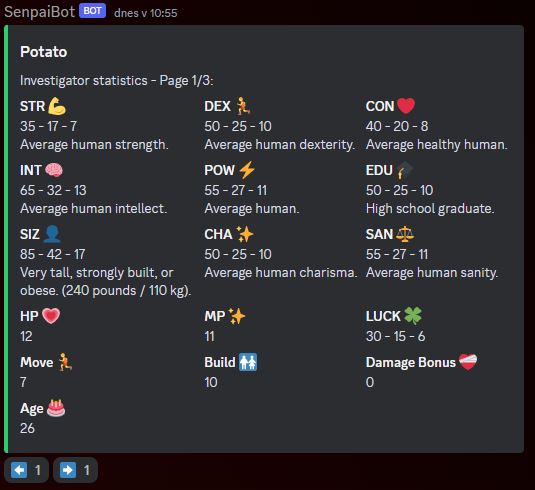 SenpaiBot BOT dnes v 10:55
Potato
Investigator statistics - Page 1/3:
STR DEX CON
35 - 17 - 7 50 - 25 - 10 40 - 20 - 8
Average human strength. Average human dexterity. Average healthy human.
INT POW EDU
65 - 32 - 13 55 - 27 - 11 50 - 25 - 10
Average human intellect. Average human. High school graduate.
SIZ CHA SAN
85 - 42 - 17 50 - 25 - 10 55 - 27 - 11
Very tall, strongly built, or Average human charisma. Average human sanity.
obese. (240 pounds / 110 kg).
HP MP LUCK
12 11 30 - 15 - 6
Move Build Damage Bonus
7 10 0
Age
26
1 1